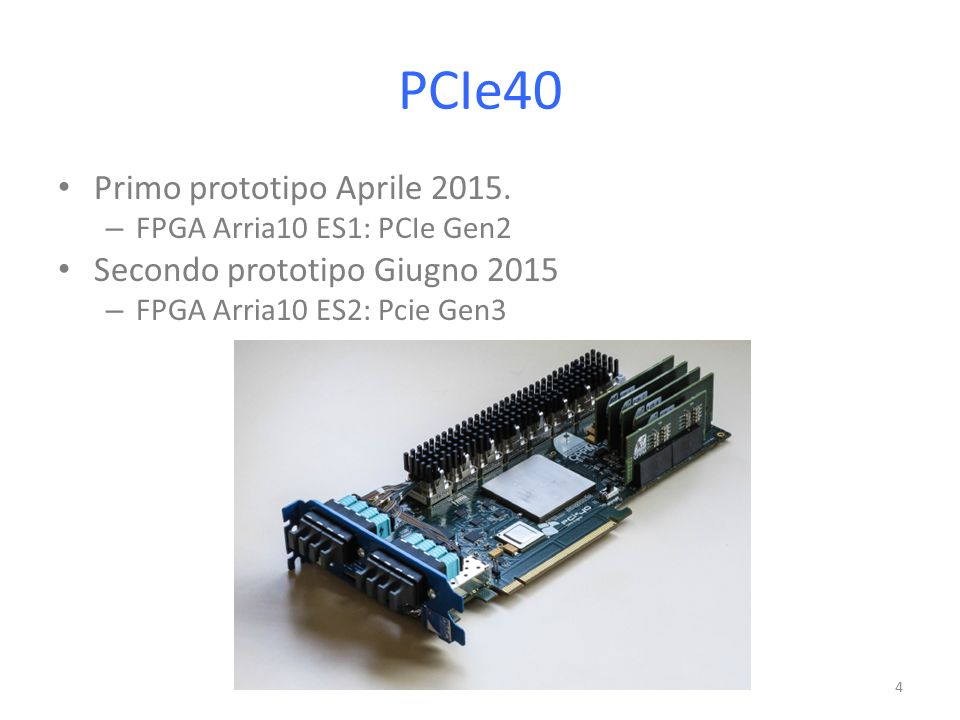 PCIe40
• Primo prototipo Aprile 2015.
– FPGA Arria10 ES1: PCIe Gen2
• Secondo prototipo Giugno 2015
– FPGA Arria10 ES2: Pcie Gen3
4